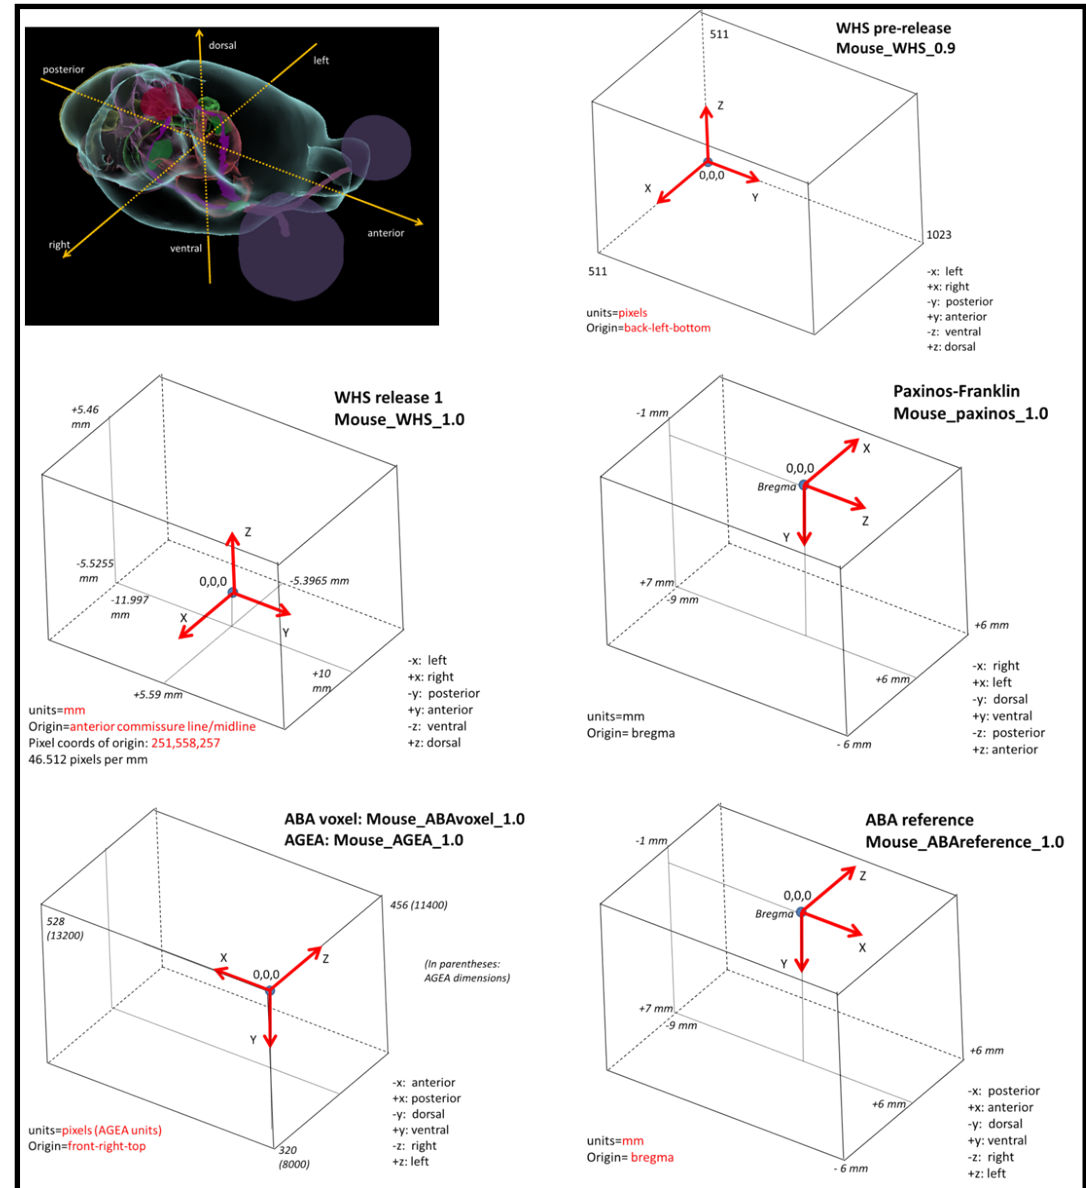 dorsal
left
posterior
anterior
right
ventral
WHS pre-release
Mouse_WHS_0.9
511
Z
0,0,0
X
Y
1023
511
units=pixels
Origin=back-left-bottom
-x: left
+x: right
-y: posterior
+y: anterior
-z: ventral
+z: dorsal
WHS release 1
Mouse_WHS_1.0
+5.46
mm
Z
-5.5255
mm
0,0,0
-5.3965 mm
-11.997
mm
X
Y
+10
mm
+5.59 mm
units=mm
Origin=anterior commissure line/midline
Pixel coords of origin: 251,558,257
46.512 pixels per mm
-x: left
+x: right
-y: posterior
+y: anterior
-z: ventral
+z: dorsal
Paxinos-Franklin
Mouse_paxinos_1.0
-1 mm
X
0,0,0
Bregma
Z
Y
+7 mm
-9 mm
+6 mm
+6 mm
- 6 mm
units=mm
Origin= bregma
-x: right
+x: left
-y: dorsal
+y: ventral
-z: posterior
+z: anterior
ABA voxel: Mouse_ABAvoxel_1.0
AGEA: Mouse_AGEA_1.0
528
(13200)
456 (11400)
X
Z
0,0,0
(In parentheses:
AGEA dimensions)
Y
320
(8000)
units=pixels (AGEA units)
Origin=front-right-top
-x: anterior
+x: posterior
-y: dorsal
+y: ventral
-z: right
+z: left
ABA reference
Mouse_ABAreference_1.0
-1 mm
Z
0,0,0
Bregma
X
Y
+7 mm
-9 mm
+6 mm
+6 mm
- 6 mm
units=mm
Origin= bregma
-x: posterior
+x: anterior
-y: dorsal
+y: ventral
-z: right
+z: left